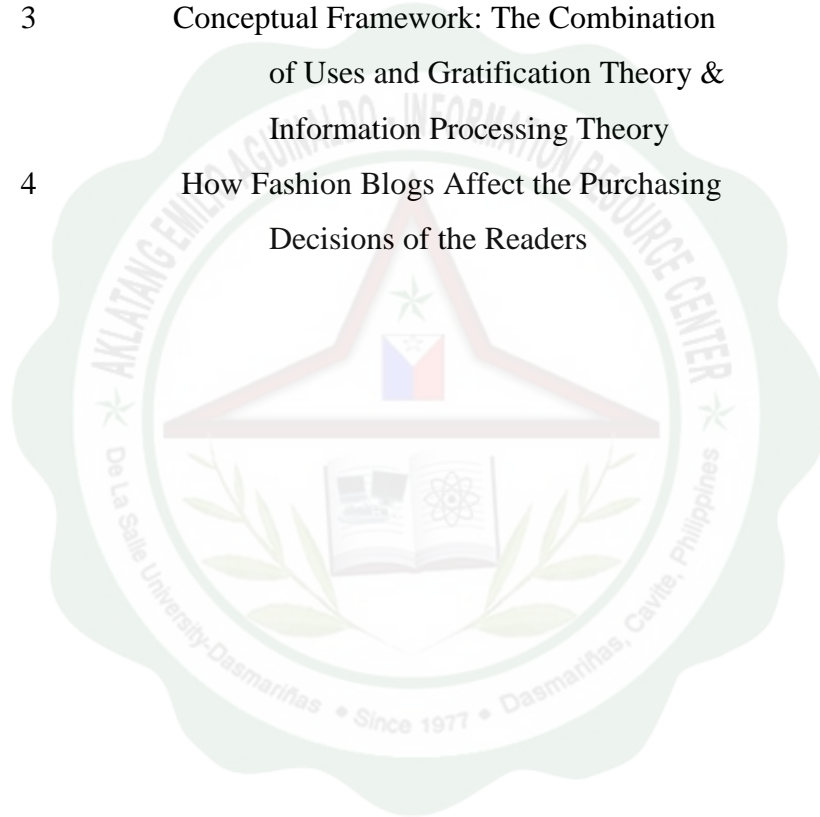 3 Conceptual Framework: The Combination
of Uses and Gratification Theory &
Information Processing Theory
4 How Fashion Blogs Affect the Purchasing
Decisions of the Readers
AKLATANG EMILIO AGUINALDO - INFORMATION RESOURCE CENTER
De La Salle University-Dasmariñas • Since 1977 • Dasmariñas, Cavite, Philippines